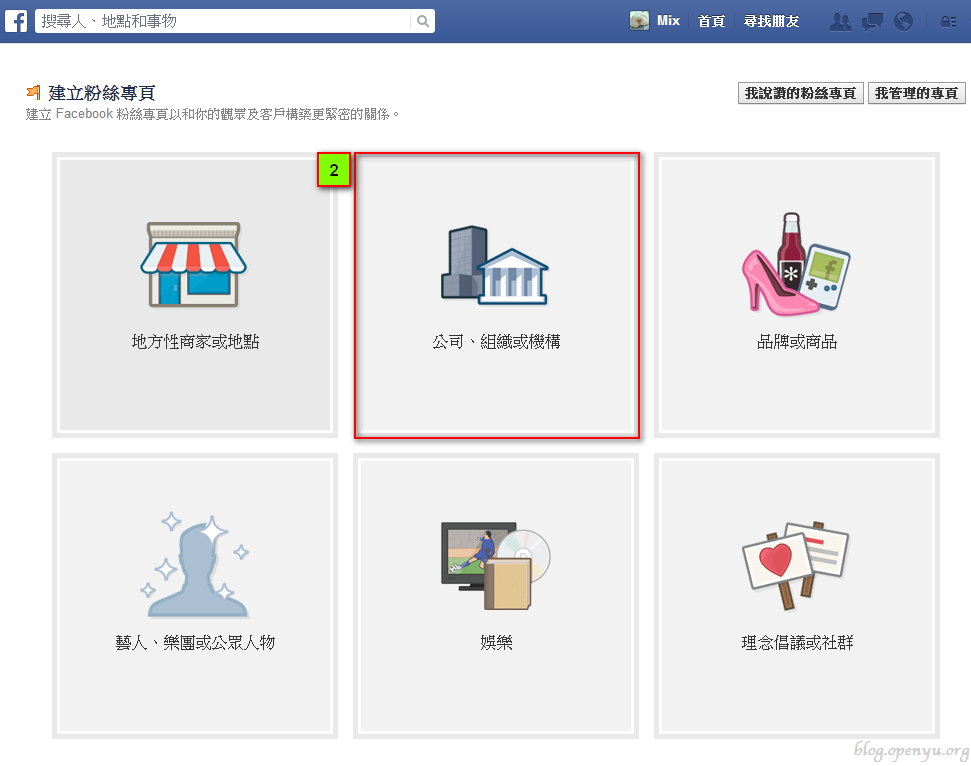 f
搜尋人、地點和事物
Mix
首頁
尋找朋友
建立粉絲專頁
我說讚的粉絲專頁
我管理的專頁
建立 Facebook 粉絲專頁以和你的觀眾及客戶構築更緊密的關係。
2
地方性商家或地點
公司、組織或機構
品牌或商品
藝人、樂團或公眾人物
娛樂
理念倡議或社群
blog.openyu.org